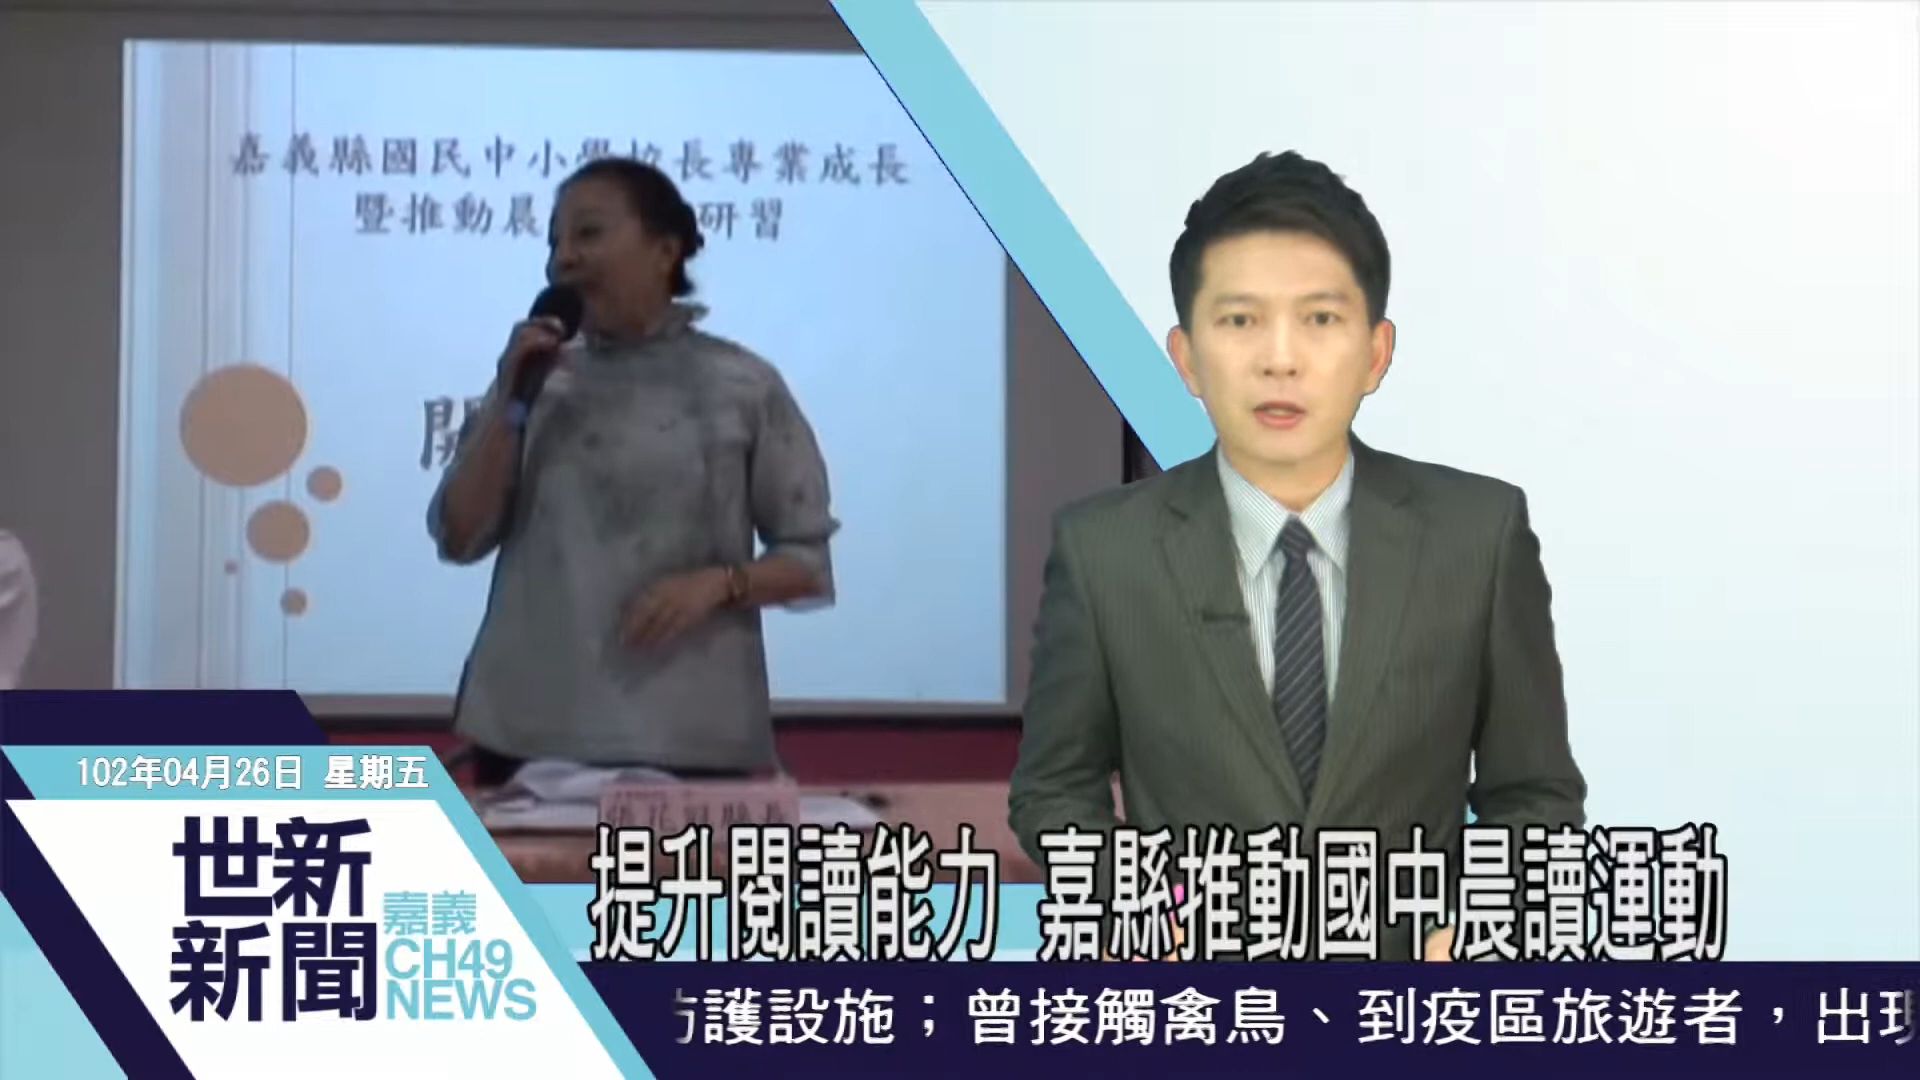 嘉義縣國民中小學校長專業成長
暨推動晨 研習
102年04月26日 星期五
世新
新聞
嘉義
CH49
NEWS
提升閱讀能力 嘉縣推動國中晨讀運動
護設施；曾接觸禽鳥、到疫區旅遊者，出現